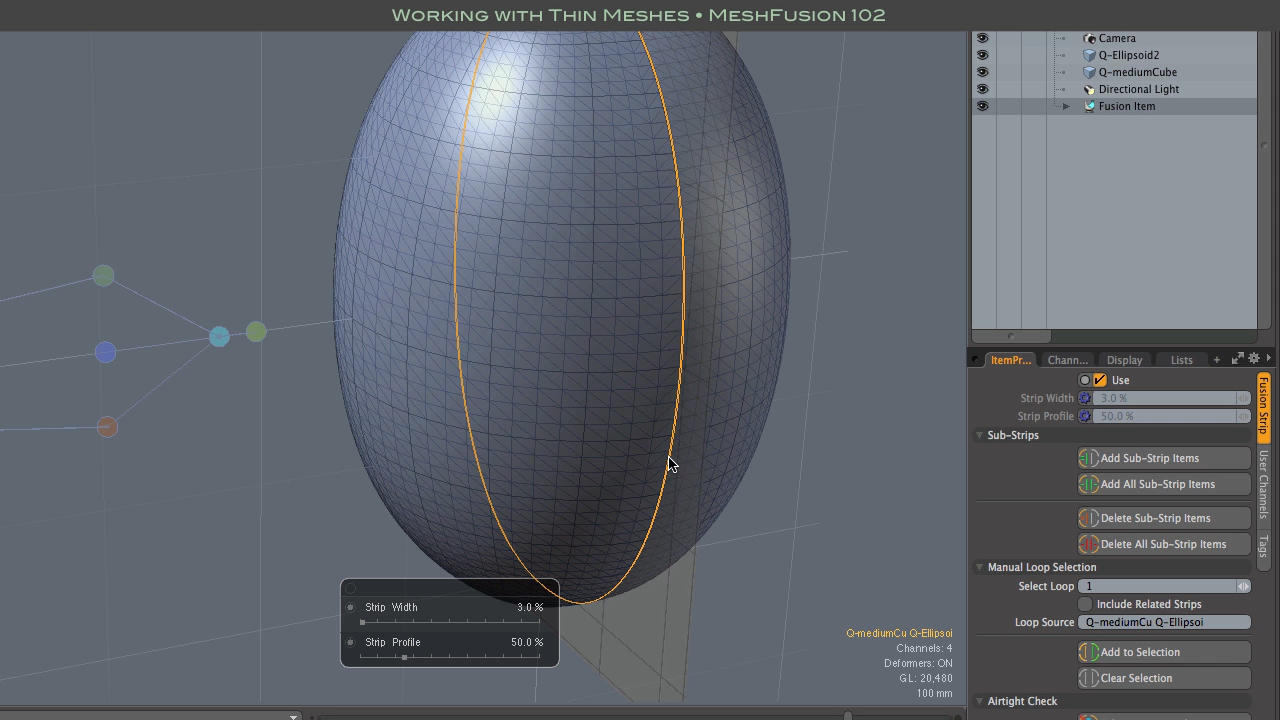 WORKING WITH THIN MESHES • MESHFUSION 102
Camera
Q-Ellipsoid2
Q-mediumCube
Directional Light
Fusion Item
ItemPr...
Chann...
Display
Lists
+
Use
Strip Width
3.0 %
Strip Profile
50.0 %
Sub-Strips
Add Sub-Strip Items
Add All Sub-Strip Items
Delete Sub-Strip Items
Delete All Sub-Strip Items
Manual Loop Selection
Select Loop
1
Include Related Strips
Loop Source
Q-mediumCu Q-Ellipsoi
Add to Selection
Clear Selection
Airtight Check
Fusion Strip
User Channels
Tags
Strip Width
3.0 %
Strip Profile
50.0 %
Q-mediumCu Q-Ellipsoi
Channels: 4
Deformers: ON
GL: 20,480
100 mm